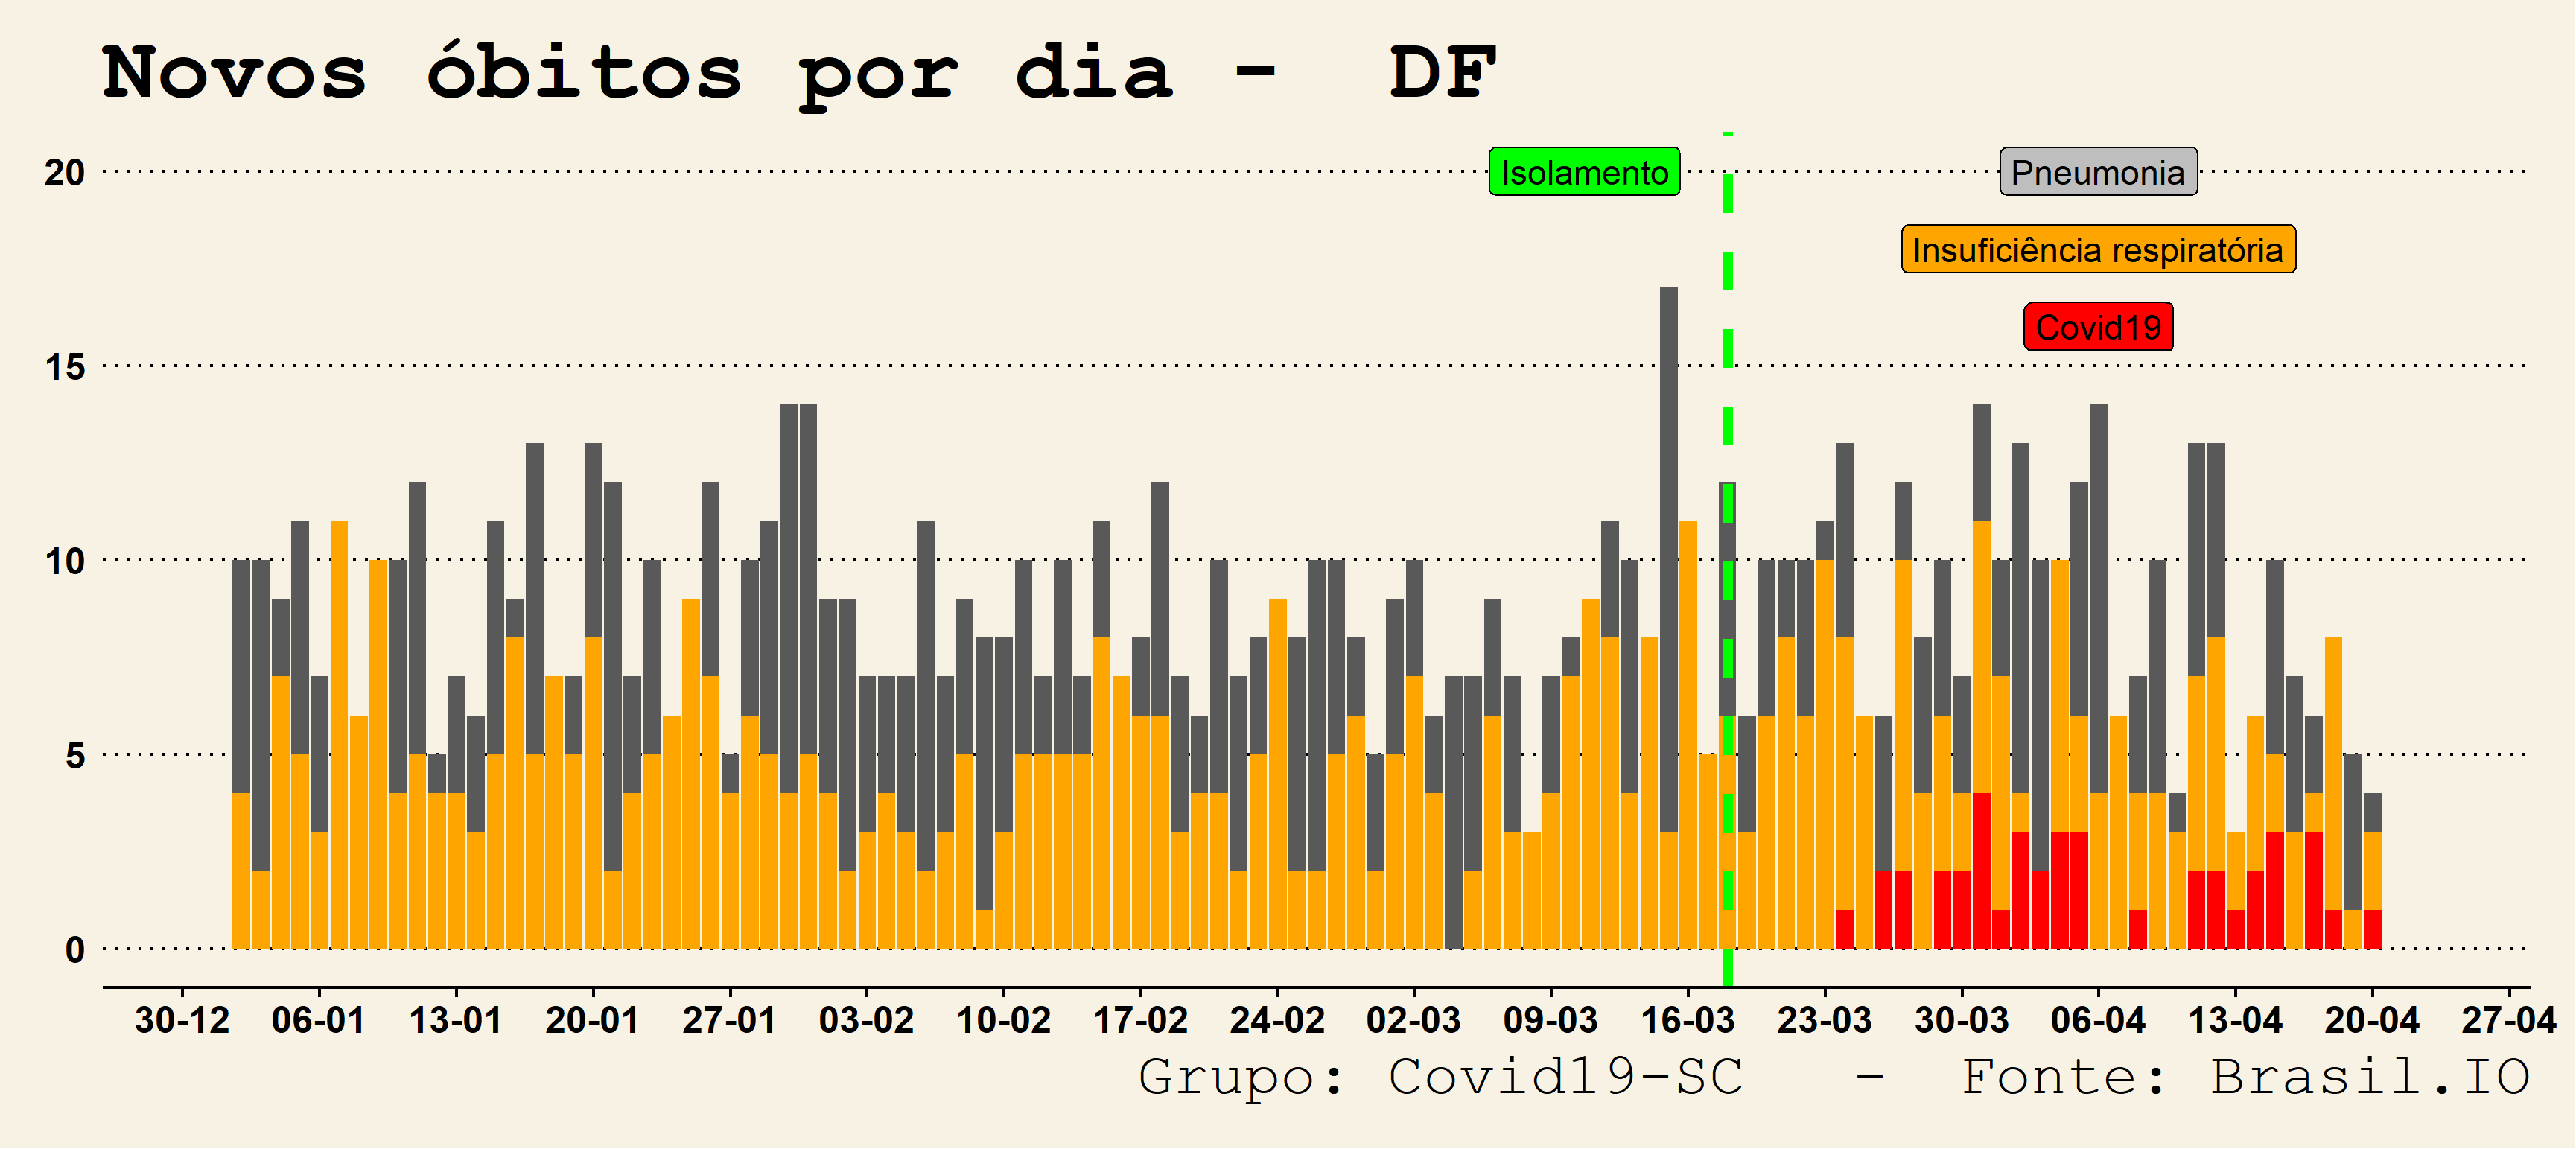 Novos óbitos por dia -  DF
20
Isolamento
Pneumonia
Insuficiência respiratória
Covid19
15
10
5
0
30-12 06-01 13-01 20-01 27-01 03-02 10-02 17-02 24-02 02-03 09-03 16-03 23-03 30-03 06-04 13-04 20-04 27-04
Grupo: Covid19-SC   -  Fonte: Brasil.IO